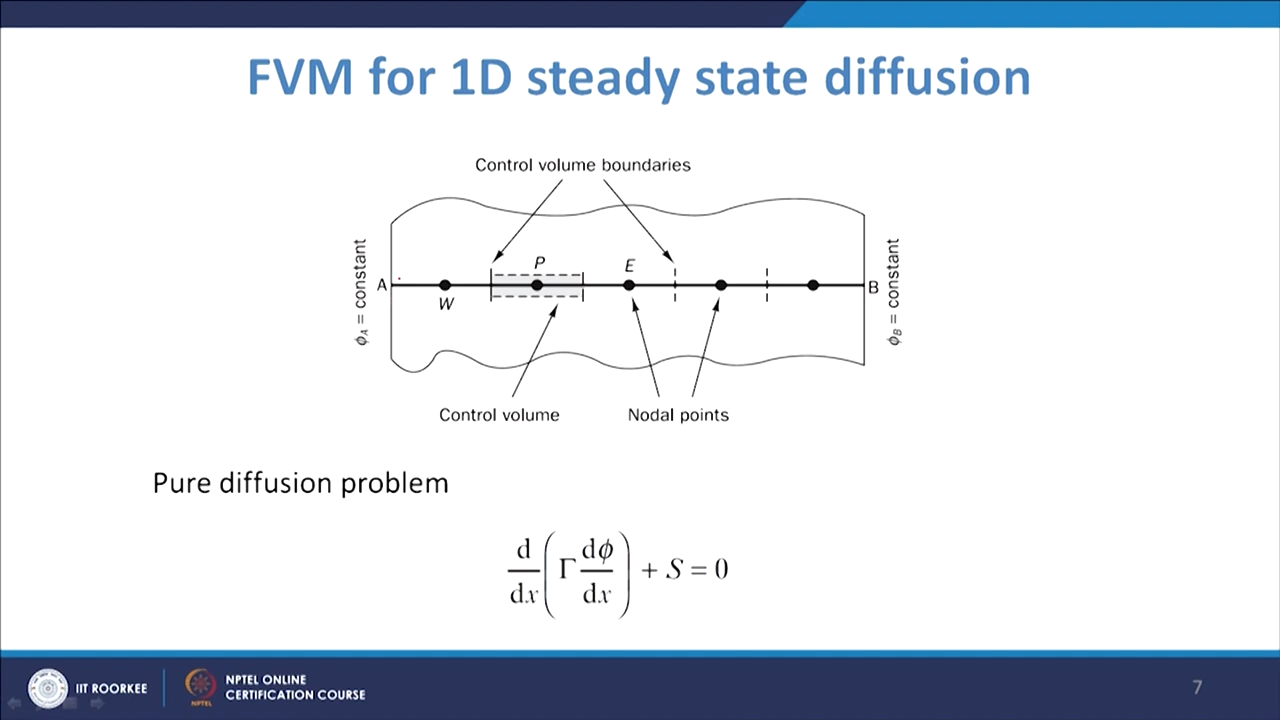 FVM for 1D steady state diffusion
Control volume boundaries
ϕA = constant
A
W
P
E
B
ϕB = constant
Control volume
Nodal points
Pure diffusion problem
d/dx (Γ dϕ/dx) + S = 0
IIT ROORKEE
NPTEL
NPTEL ONLINE
CERTIFICATION COURSE
7